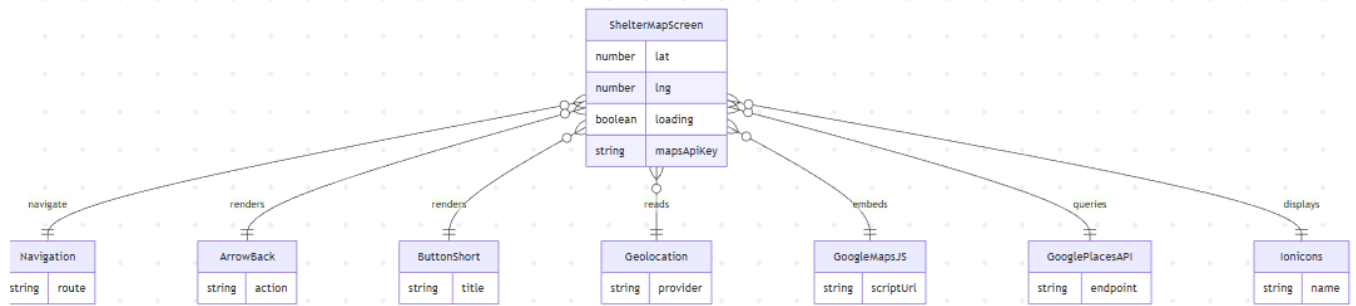 ShelterMapScreen
number lat
number lng
boolean loading
string mapsApiKey
navigate renders renders reads embeds queries displays
Navigation ArrowBack ButtonShort Geolocation GoogleMapsJS GooglePlacesAPI Ionicons
string route string action string title string provider string scriptUrl string endpoint string name